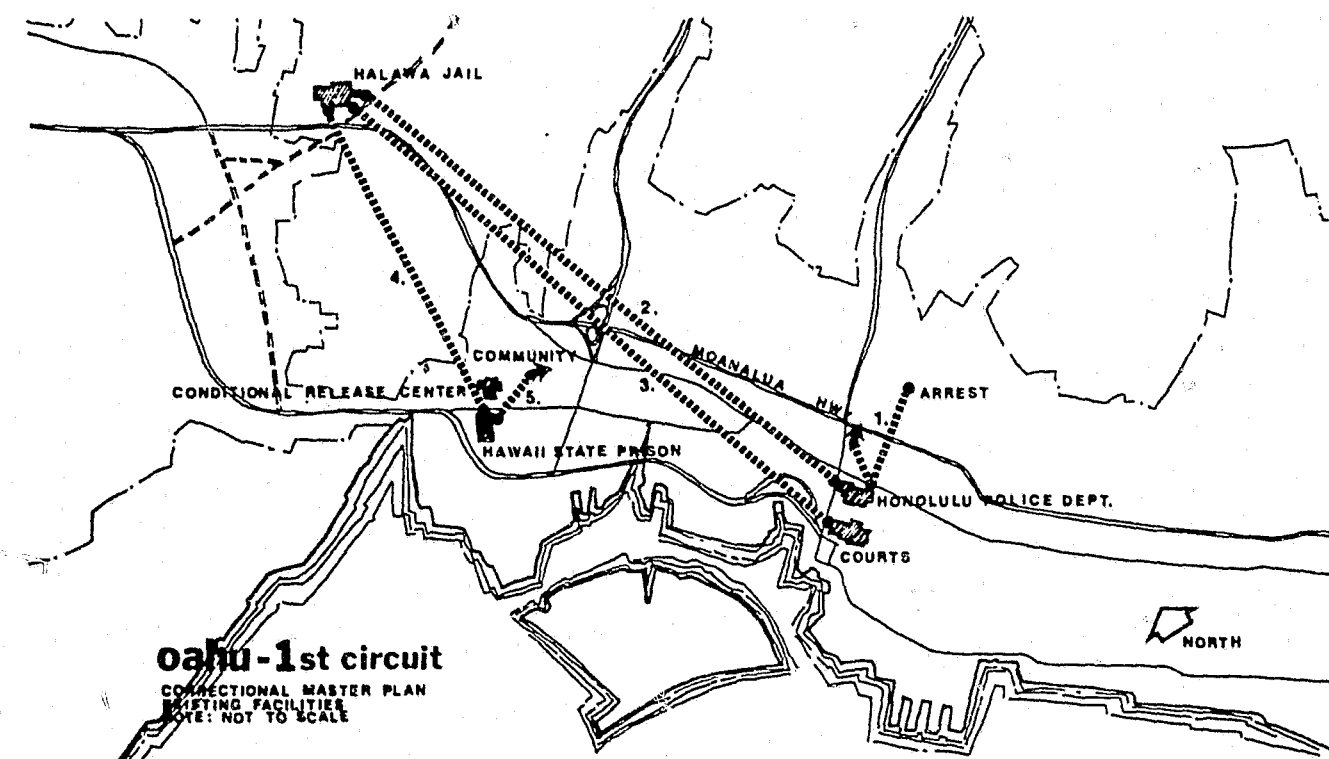 HALAWA JAIL
4.
2.
COMMUNITY
MOANALUA
HWY.
3.
CONDITIONAL RELEASE CENTER
5.
1.
ARREST
HAWAII STATE PRISON
HONOLULU POLICE DEPT.
COURTS
NORTH
oahu-1st circuit
CORRECTIONAL MASTER PLAN
EXISTING FACILITIES
NOTE: NOT TO SCALE